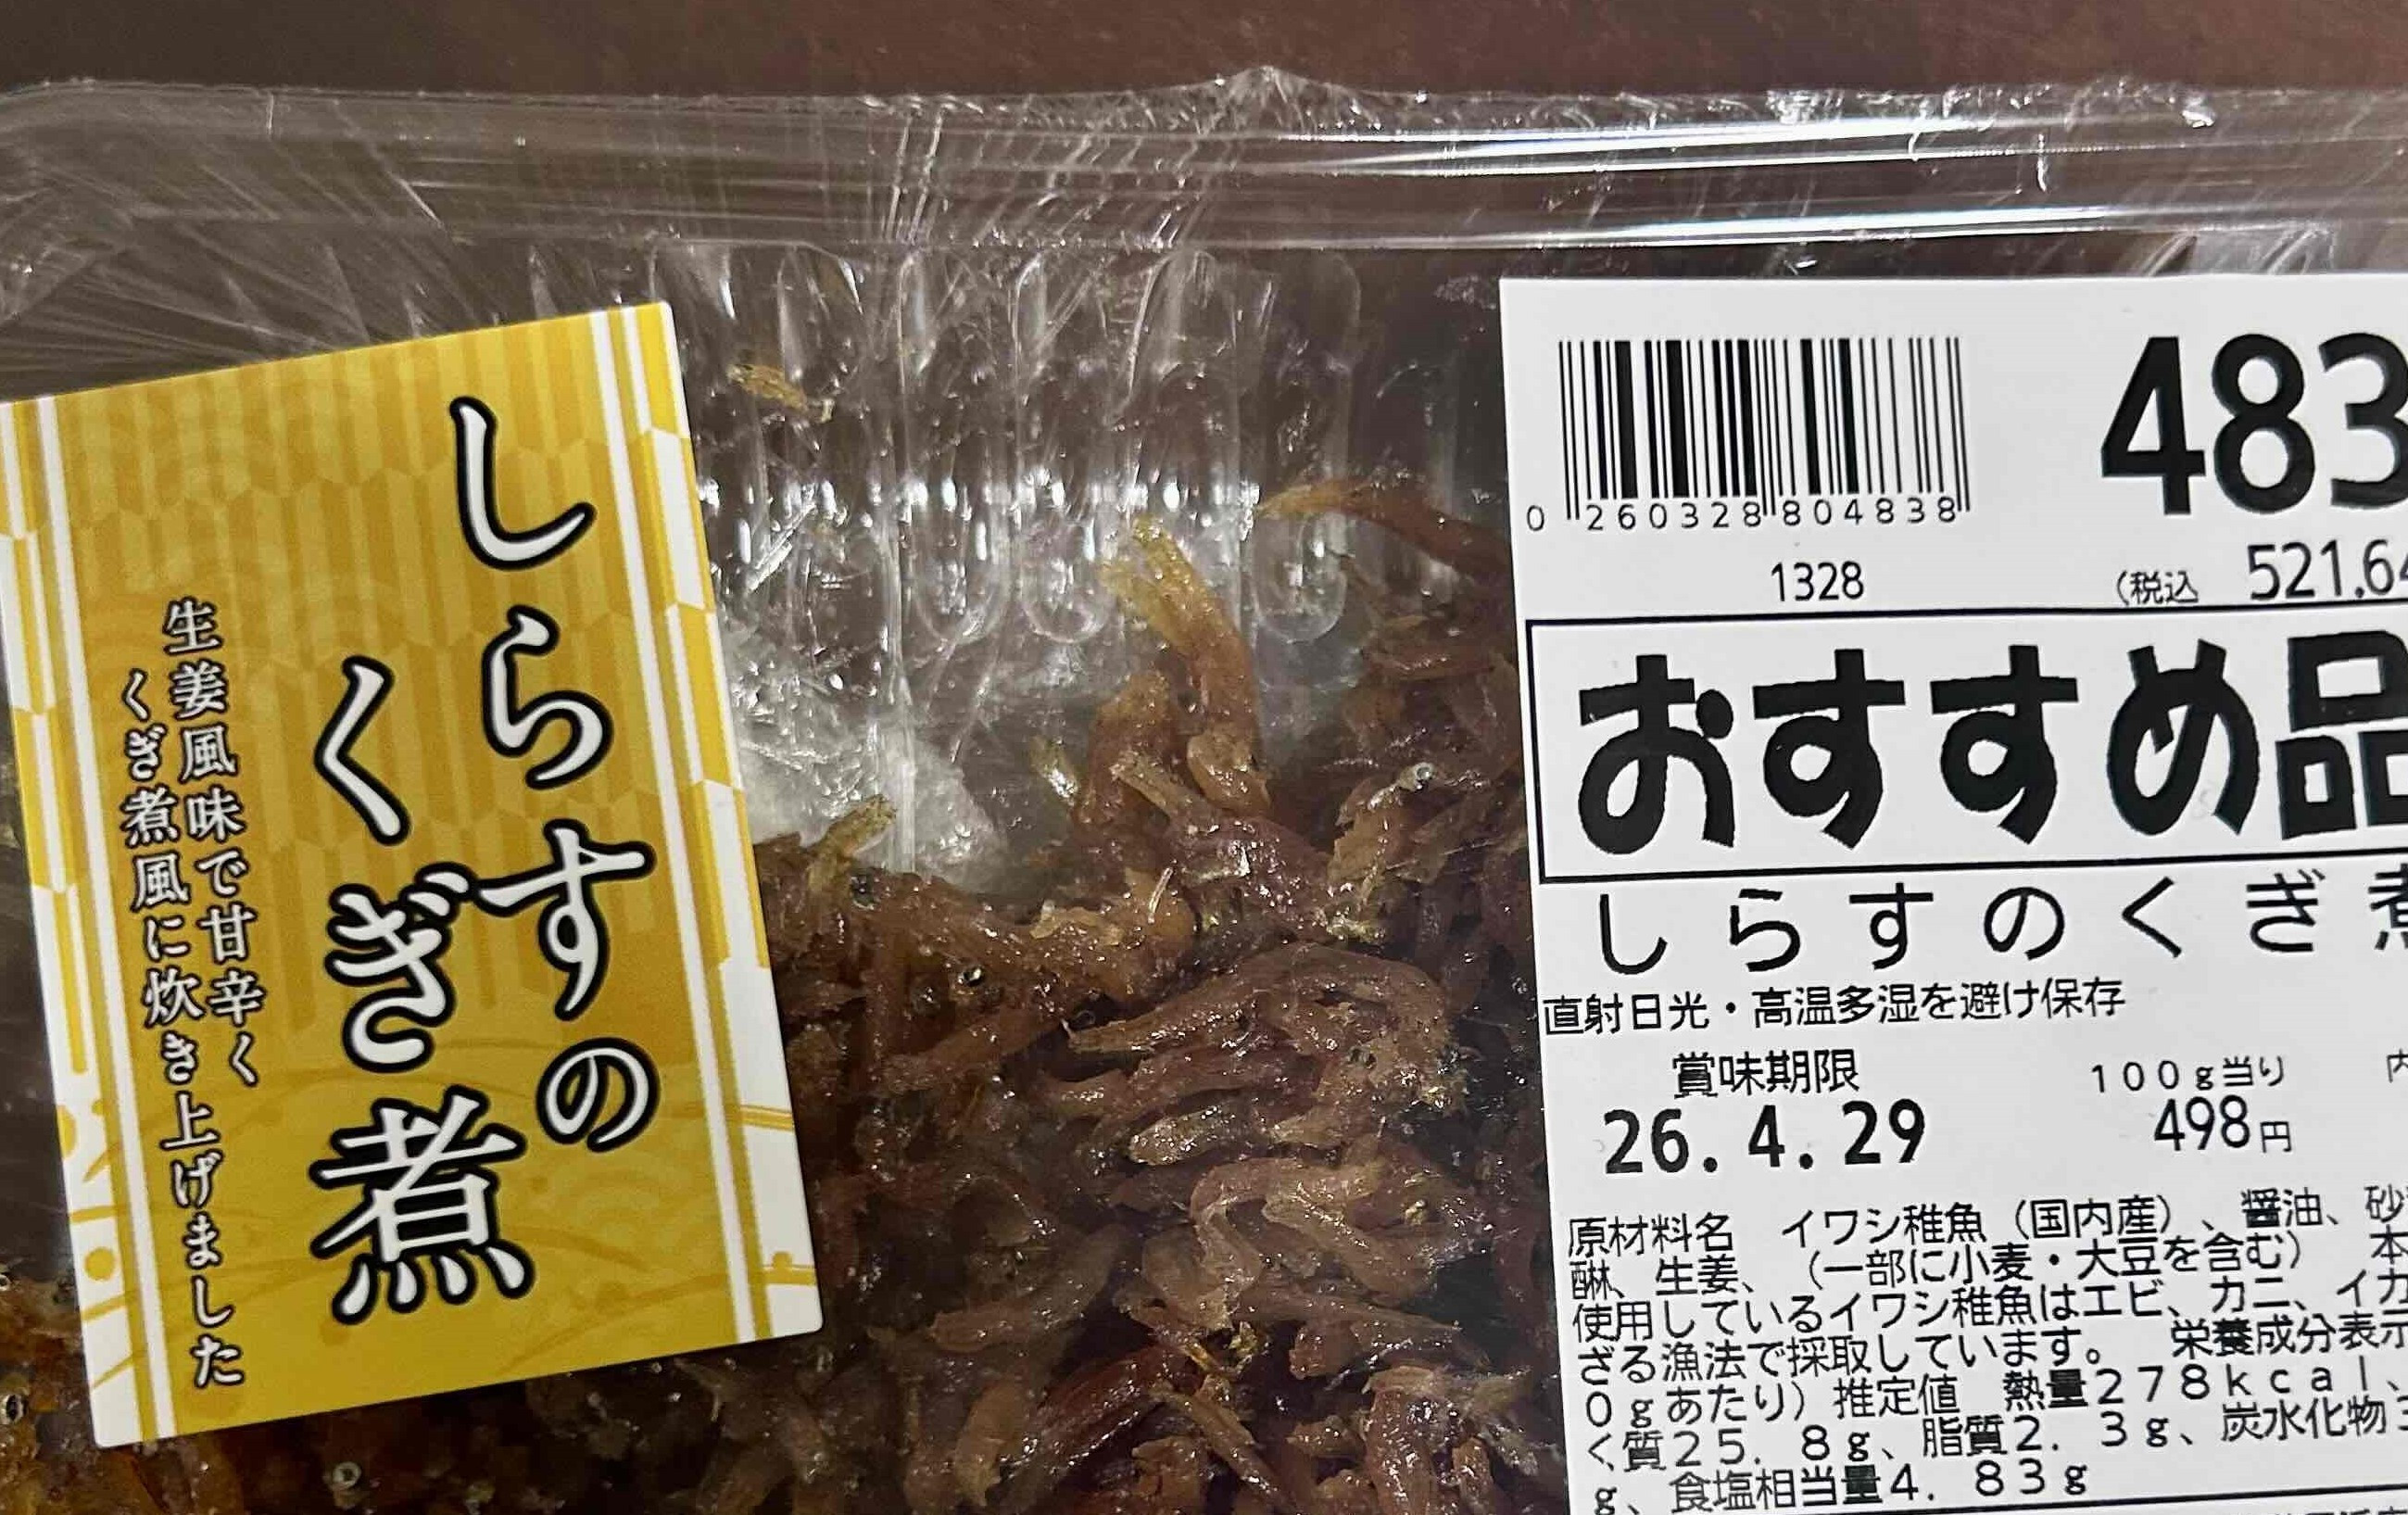 しらすの
くぎ煮
生姜風味で甘辛く
くぎ煮風に炊き上げました
0 260328 804838
483
1328
(税込 521.64
おすすめ品
しらすのくぎ煮
直射日光・高温多湿を避け保存
賞味期限 100g当り 内
26.4.29 498円
原材料名 イワシ稚魚(国内産)、醤油、砂
醂、生姜、(一部に小麦・大豆を含む) 本
使用しているイワシ稚魚はエビ、カニ、イカ
ざる漁法で採取しています。 栄養成分表示
0gあたり)推定値 熱量278kcal、
く質25.8g、脂質2.3g、炭水化物3
g、食塩相当量4.83g